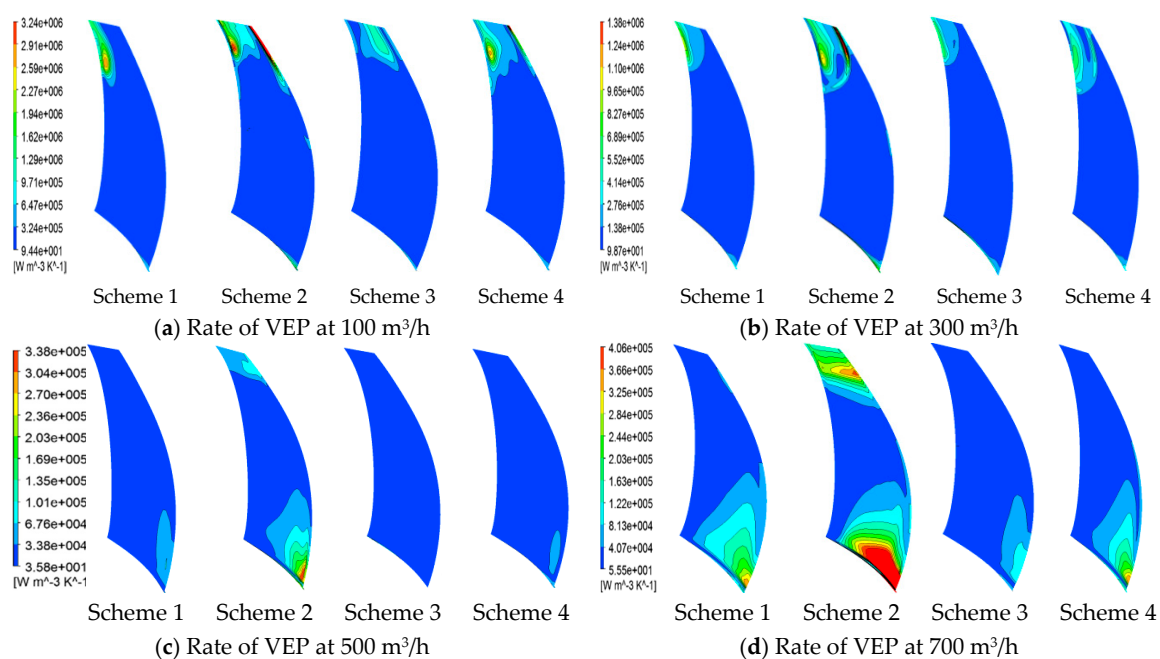 3.24e+006
2.91e+006
2.59e+006
2.27e+006
1.94e+006
1.62e+006
1.29e+006
9.71e+005
6.47e+005
3.24e+005
9.44e+001
[W m^-3 K^-1]
Scheme 1 Scheme 2 Scheme 3 Scheme 4
(a) Rate of VEP at 100 m³/h
1.38e+006
1.24e+006
1.10e+006
9.65e+005
8.27e+005
6.89e+005
5.52e+005
4.14e+005
2.76e+005
1.38e+005
9.87e+001
[W m^-3 K^-1]
Scheme 1 Scheme 2 Scheme 3 Scheme 4
(b) Rate of VEP at 300 m³/h
3.38e+005
3.04e+005
2.70e+005
2.36e+005
2.03e+005
1.69e+005
1.35e+005
1.01e+005
6.76e+004
3.38e+004
3.58e+001
[W m^-3 K^-1
Scheme 1 Scheme 2 Scheme 3 Scheme 4
(c) Rate of VEP at 500 m³/h
4.06e+005
3.66e+005
3.25e+005
2.84e+005
2.44e+005
2.03e+005
1.63e+005
1.22e+005
8.13e+004
4.07e+004
5.55e+001
[W m^-3 K^-1]
Scheme 1 Scheme 2 Scheme 3 Scheme 4
(d) Rate of VEP at 700 m³/h